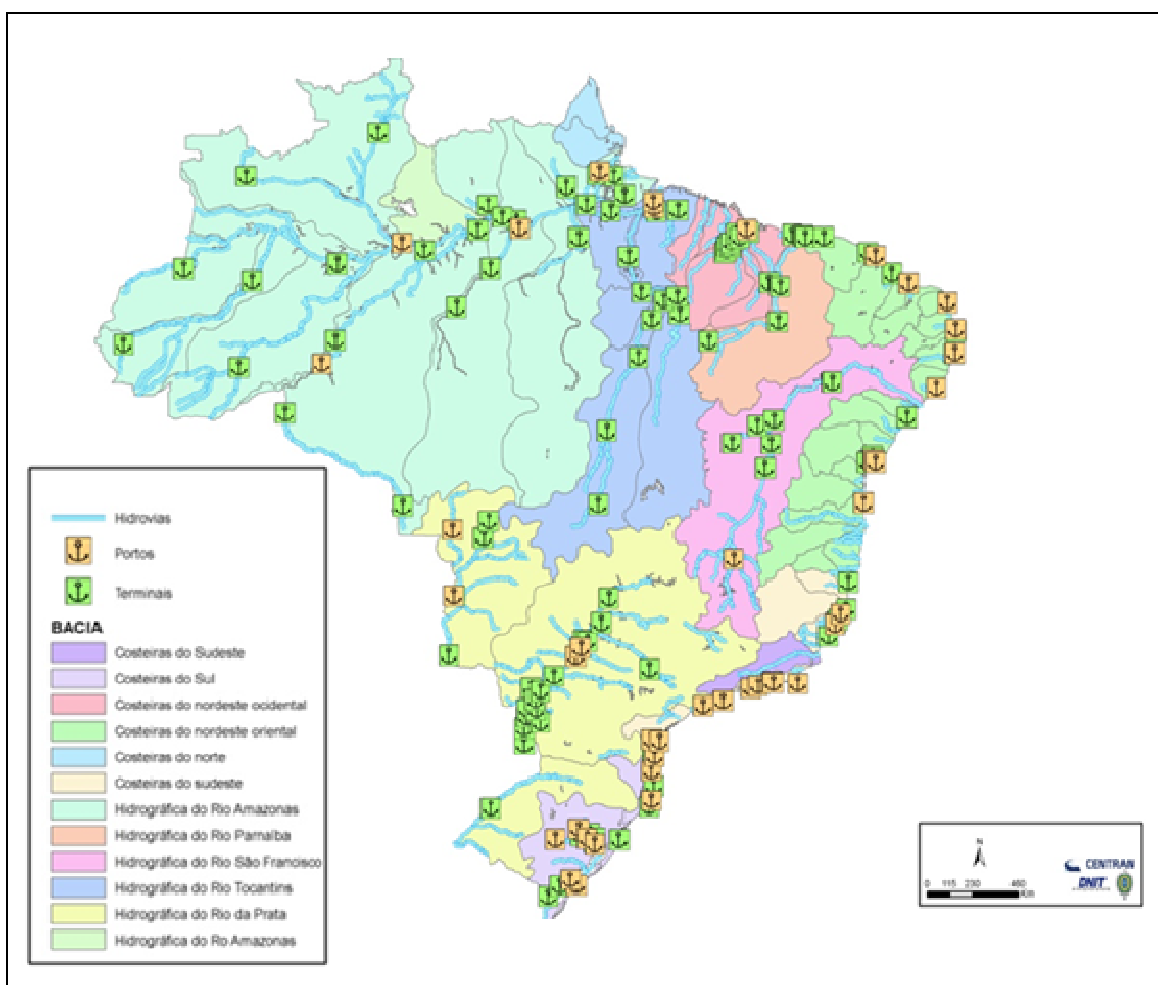 Hidrovias
Portos
Terminais
BACIA
Costeiras do Sudeste
Costeiras do Sul
Costeiras do nordeste ocidental
Costeiras do nordeste oriental
Costeiras do norte
Costeiras do sudeste
Hidrográfica do Rio Amazonas
Hidrográfica do Rio Parnaíba
Hidrográfica do Rio São Francisco
Hidrográfica do Rio Tocantins
Hidrográfica do Rio da Prata
Hidrográfica do Ro Amazonas
N
0 115 230 460
Km
CENTRAN
DNIT